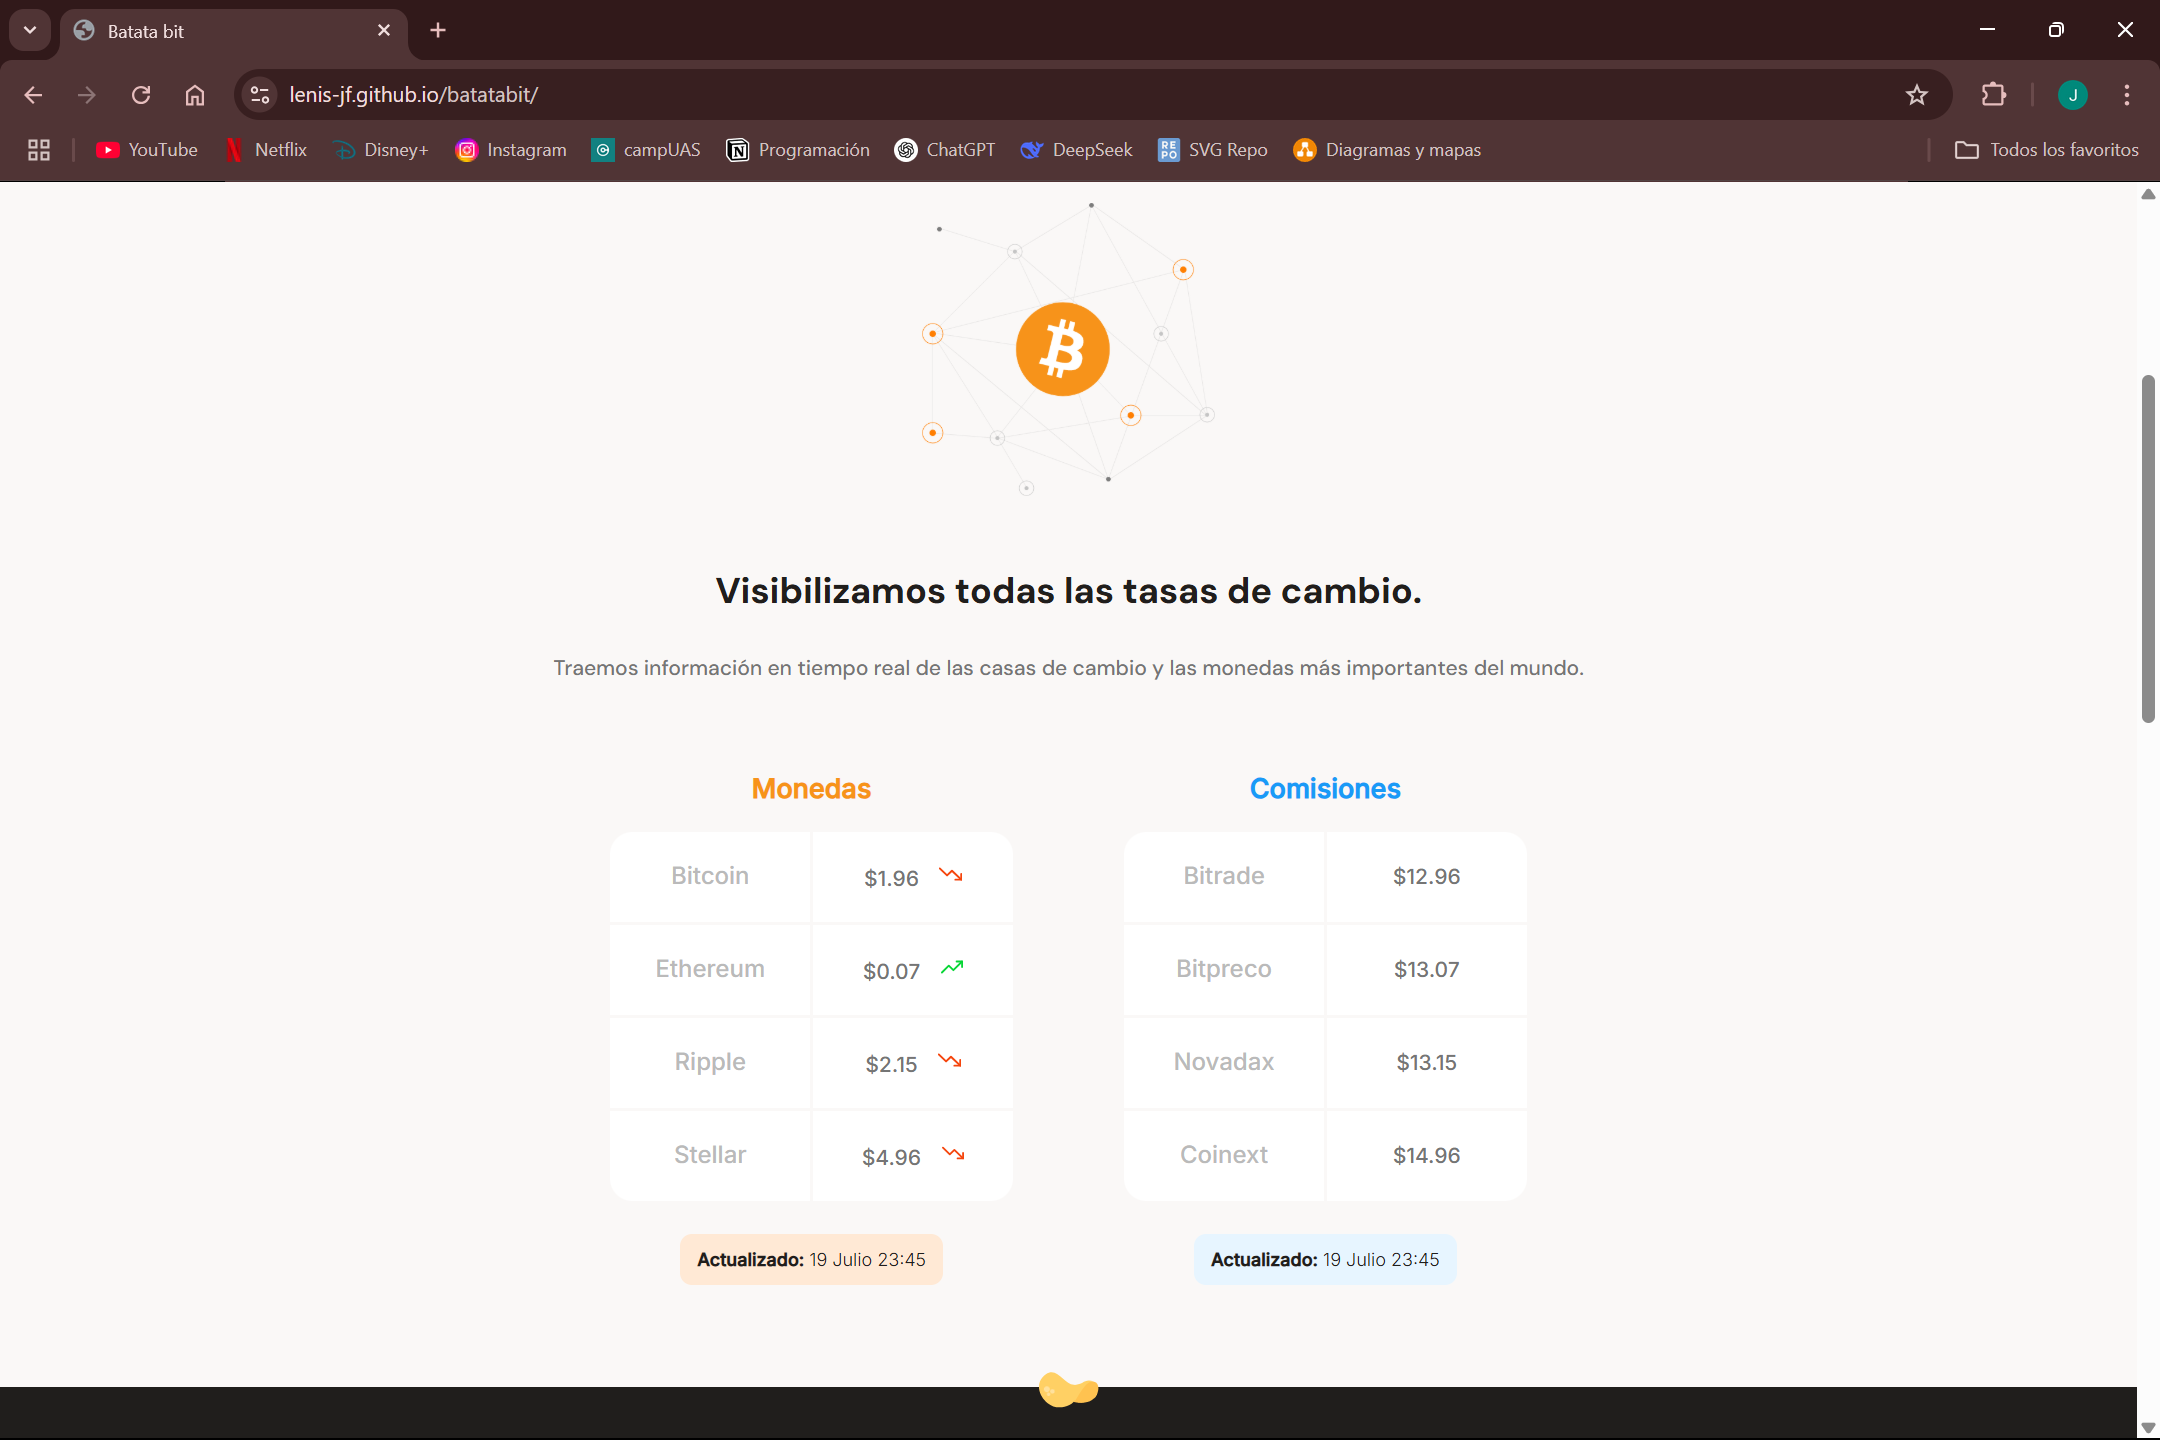 Batata bit
lenis-jf.github.io/batatabit/
J
YouTube Netflix Disney+ Instagram campUAS Programación ChatGPT DeepSeek SVG Repo Diagramas y mapas Todos los favoritos
Visibilizamos todas las tasas de cambio.
Traemos información en tiempo real de las casas de cambio y las monedas más importantes del mundo.
Monedas
Bitcoin $1.96
Ethereum $0.07
Ripple $2.15
Stellar $4.96
Actualizado: 19 Julio 23:45
Comisiones
Bitrade $12.96
Bitpreco $13.07
Novadax $13.15
Coinext $14.96
Actualizado: 19 Julio 23:45